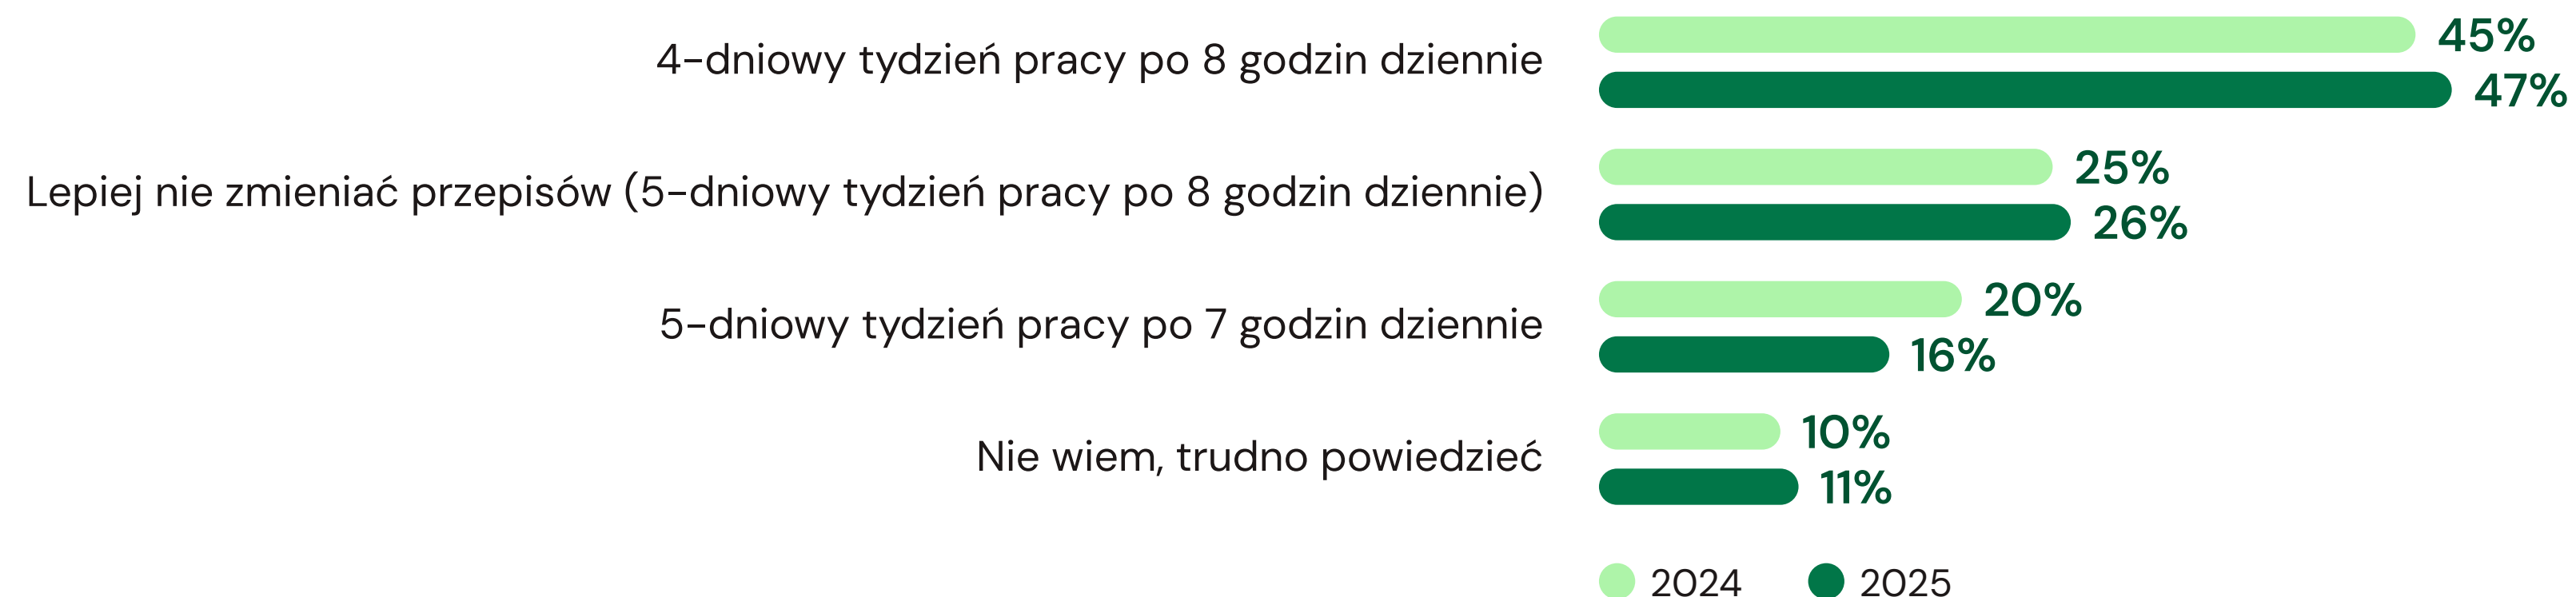 4-dniowy tydzień pracy po 8 godzin dziennie
45%
47%
Lepiej nie zmieniać przepisów (5-dniowy tydzień pracy po 8 godzin dziennie)
25%
26%
5-dniowy tydzień pracy po 7 godzin dziennie
20%
16%
Nie wiem, trudno powiedzieć
10%
11%
2024 2025